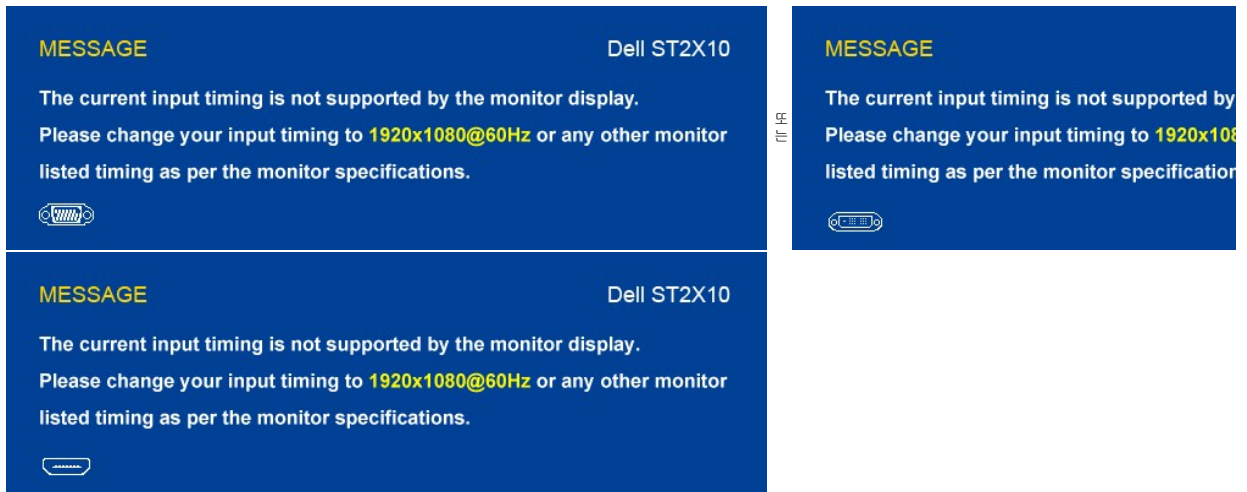 MESSAGE Dell ST2X10
The current input timing is not supported by the monitor display.
Please change your input timing to 1920x1080@60Hz or any other monitor
listed timing as per the monitor specifications.
또는
MESSAGE
The current input timing is not supported by
Please change your input timing to 1920x108
listed timing as per the monitor specification
MESSAGE Dell ST2X10
The current input timing is not supported by the monitor display.
Please change your input timing to 1920x1080@60Hz or any other monitor
listed timing as per the monitor specifications.